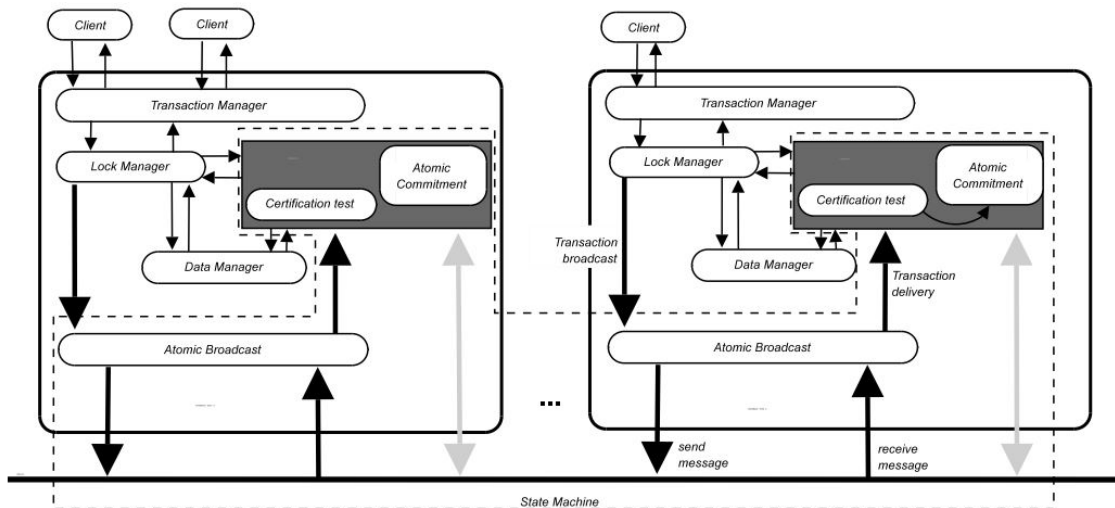 Client
Client
Client
Transaction Manager
Transaction Manager
Lock Manager
Atomic
Commitment
Certification test
Data Manager
Lock Manager
Atomic
Commitment
Certification test
Data Manager
Transaction
broadcast
Transaction
delivery
Atomic Broadcast
Atomic Broadcast
...
send
message
receive
message
State Machine